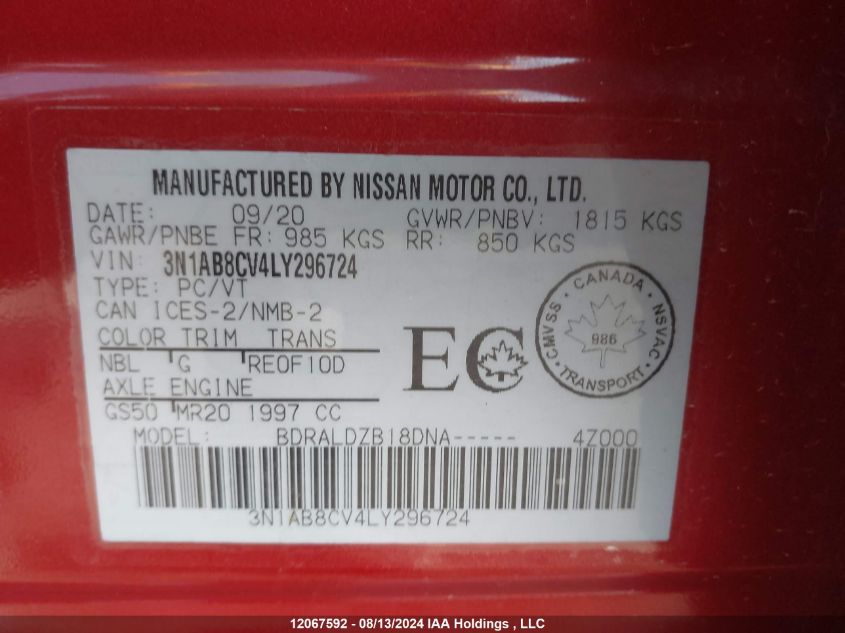 MANUFACTURED BY NISSAN MOTOR CO., LTD.
DATE: 09/20 GVWR/PNBV: 1815 KGS
GAWR/PNBE FR: 985 KGS RR: 850 KGS
VIN: 3N1AB8CV4LY296724
TYPE: PC/VT
CAN ICES-2/NMB-2
COLOR TRIM TRANS
NBL G RE0F10D
AXLE ENGINE
GS50 MR20 1997 CC
EC
CANADA
CMVSS
NSVAC
986
TRANSPORT
MODEL: BDRALDZB18DNA----- 4Z000
3N1AB8CV4LY296724
12067592 - 08/13/2024 IAA Holdings , LLC